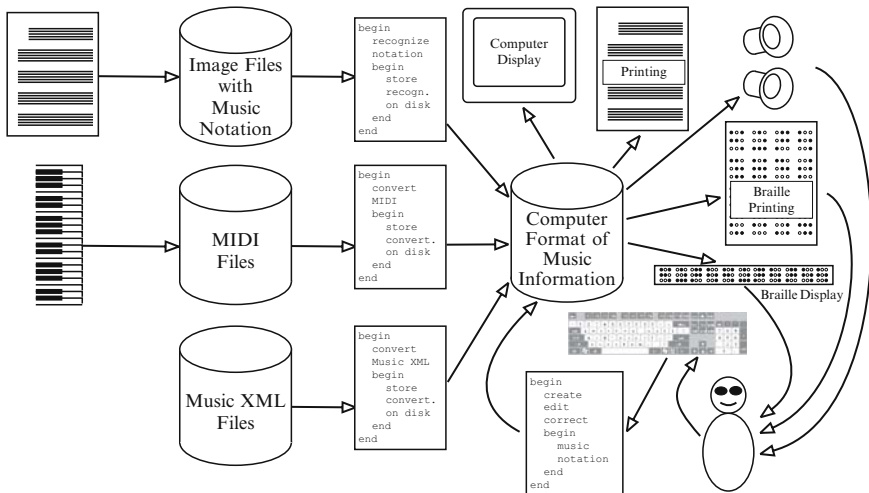 Image Files
with
Music
Notation
begin
recognize
notation
begin
store
recogn.
on disk
end
end
Computer
Display
Printing
MIDI
Files
begin
convert
MIDI
begin
store
convert.
on disk
end
end
Computer
Format of
Music
Information
Braille
Printing
Braille Display
Music XML
Files
begin
convert
Music XML
begin
store
convert.
on disk
end
end
begin
create
edit
correct
begin
music
notation
end
end